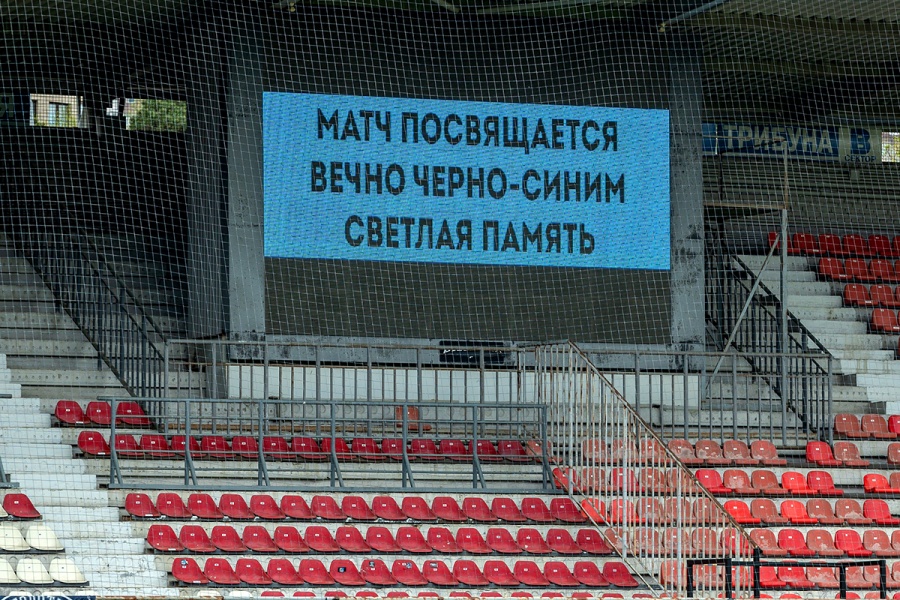 МАТЧ ПОСВЯЩАЕТСЯ
ВЕЧНО ЧЕРНО-СИНИМ
СВЕТЛАЯ ПАМЯТЬ
ТРИБУНА B